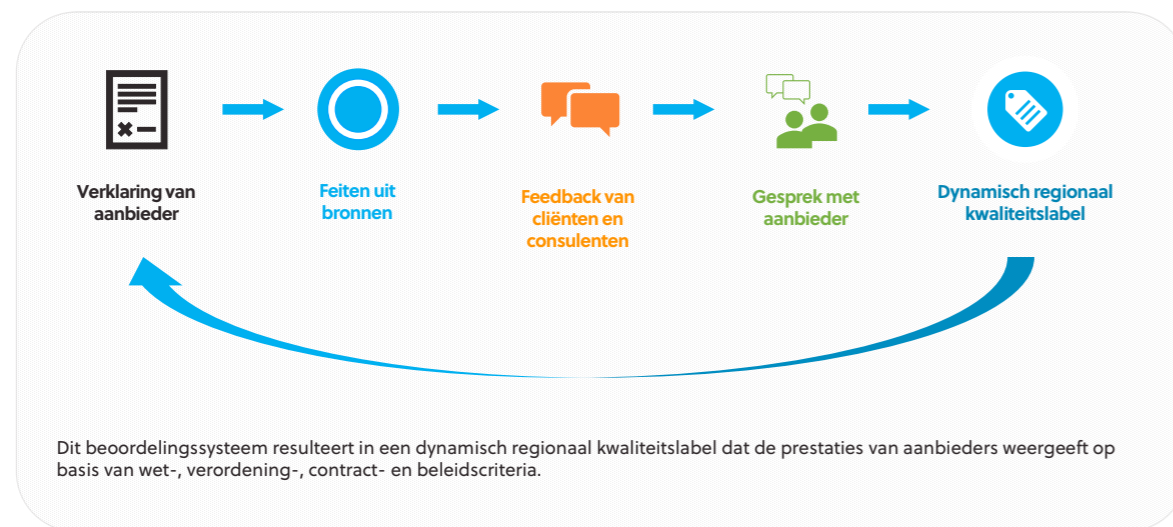 Verklaring van
aanbieder
Feiten uit
bronnen
Feedback van
cliënten en
consulenten
Gesprek met
aanbieder
Dynamisch regionaal
kwaliteitslabel
Dit beoordelingssysteem resulteert in een dynamisch regionaal kwaliteitslabel dat de prestaties van aanbieders weergeeft op
basis van wet-, verordening-, contract- en beleidscriteria.